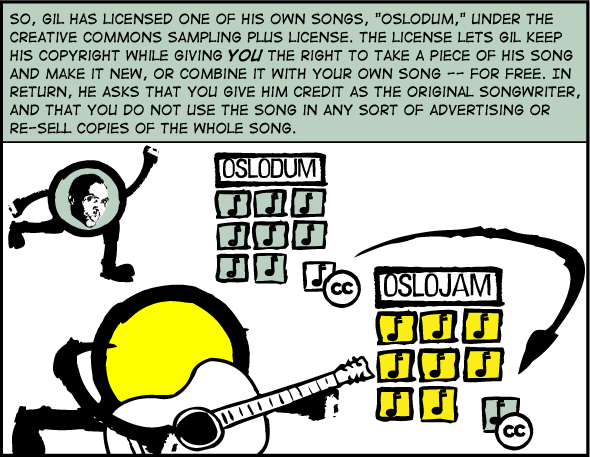 SO, GIL HAS LICENSED ONE OF HIS OWN SONGS, "OSLODUM," UNDER THE
CREATIVE COMMONS SAMPLING PLUS LICENSE. THE LICENSE LETS GIL KEEP
HIS COPYRIGHT WHILE GIVING YOU THE RIGHT TO TAKE A PIECE OF HIS SONG
AND MAKE IT NEW, OR COMBINE IT WITH YOUR OWN SONG -- FOR FREE. IN
RETURN, HE ASKS THAT YOU GIVE HIM CREDIT AS THE ORIGINAL SONGWRITER,
AND THAT YOU DO NOT USE THE SONG IN ANY SORT OF ADVERTISING OR
RE-SELL COPIES OF THE WHOLE SONG.
OSLODUM
CC
OSLOJAM
CC